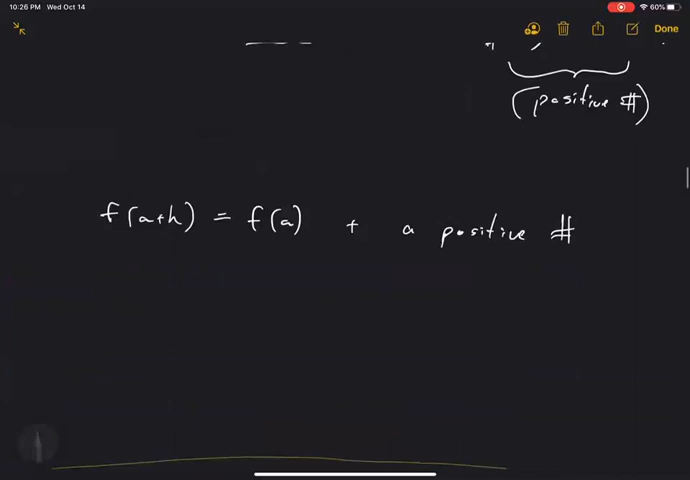 10:26 PM Wed Oct 14
60%
Done
(positive #)
f(a+h) = f(a) + a positive #